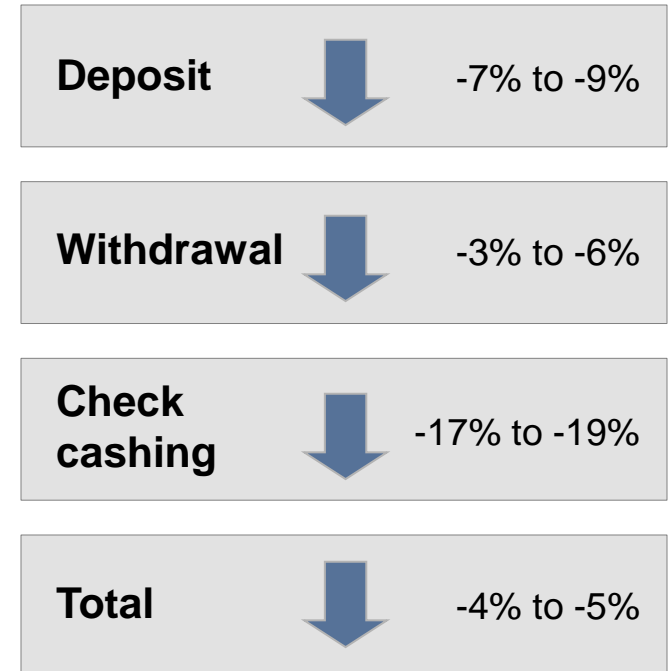 Deposit -7% to -9%
Withdrawal -3% to -6%
Check
cashing -17% to -19%
Total -4% to -5%